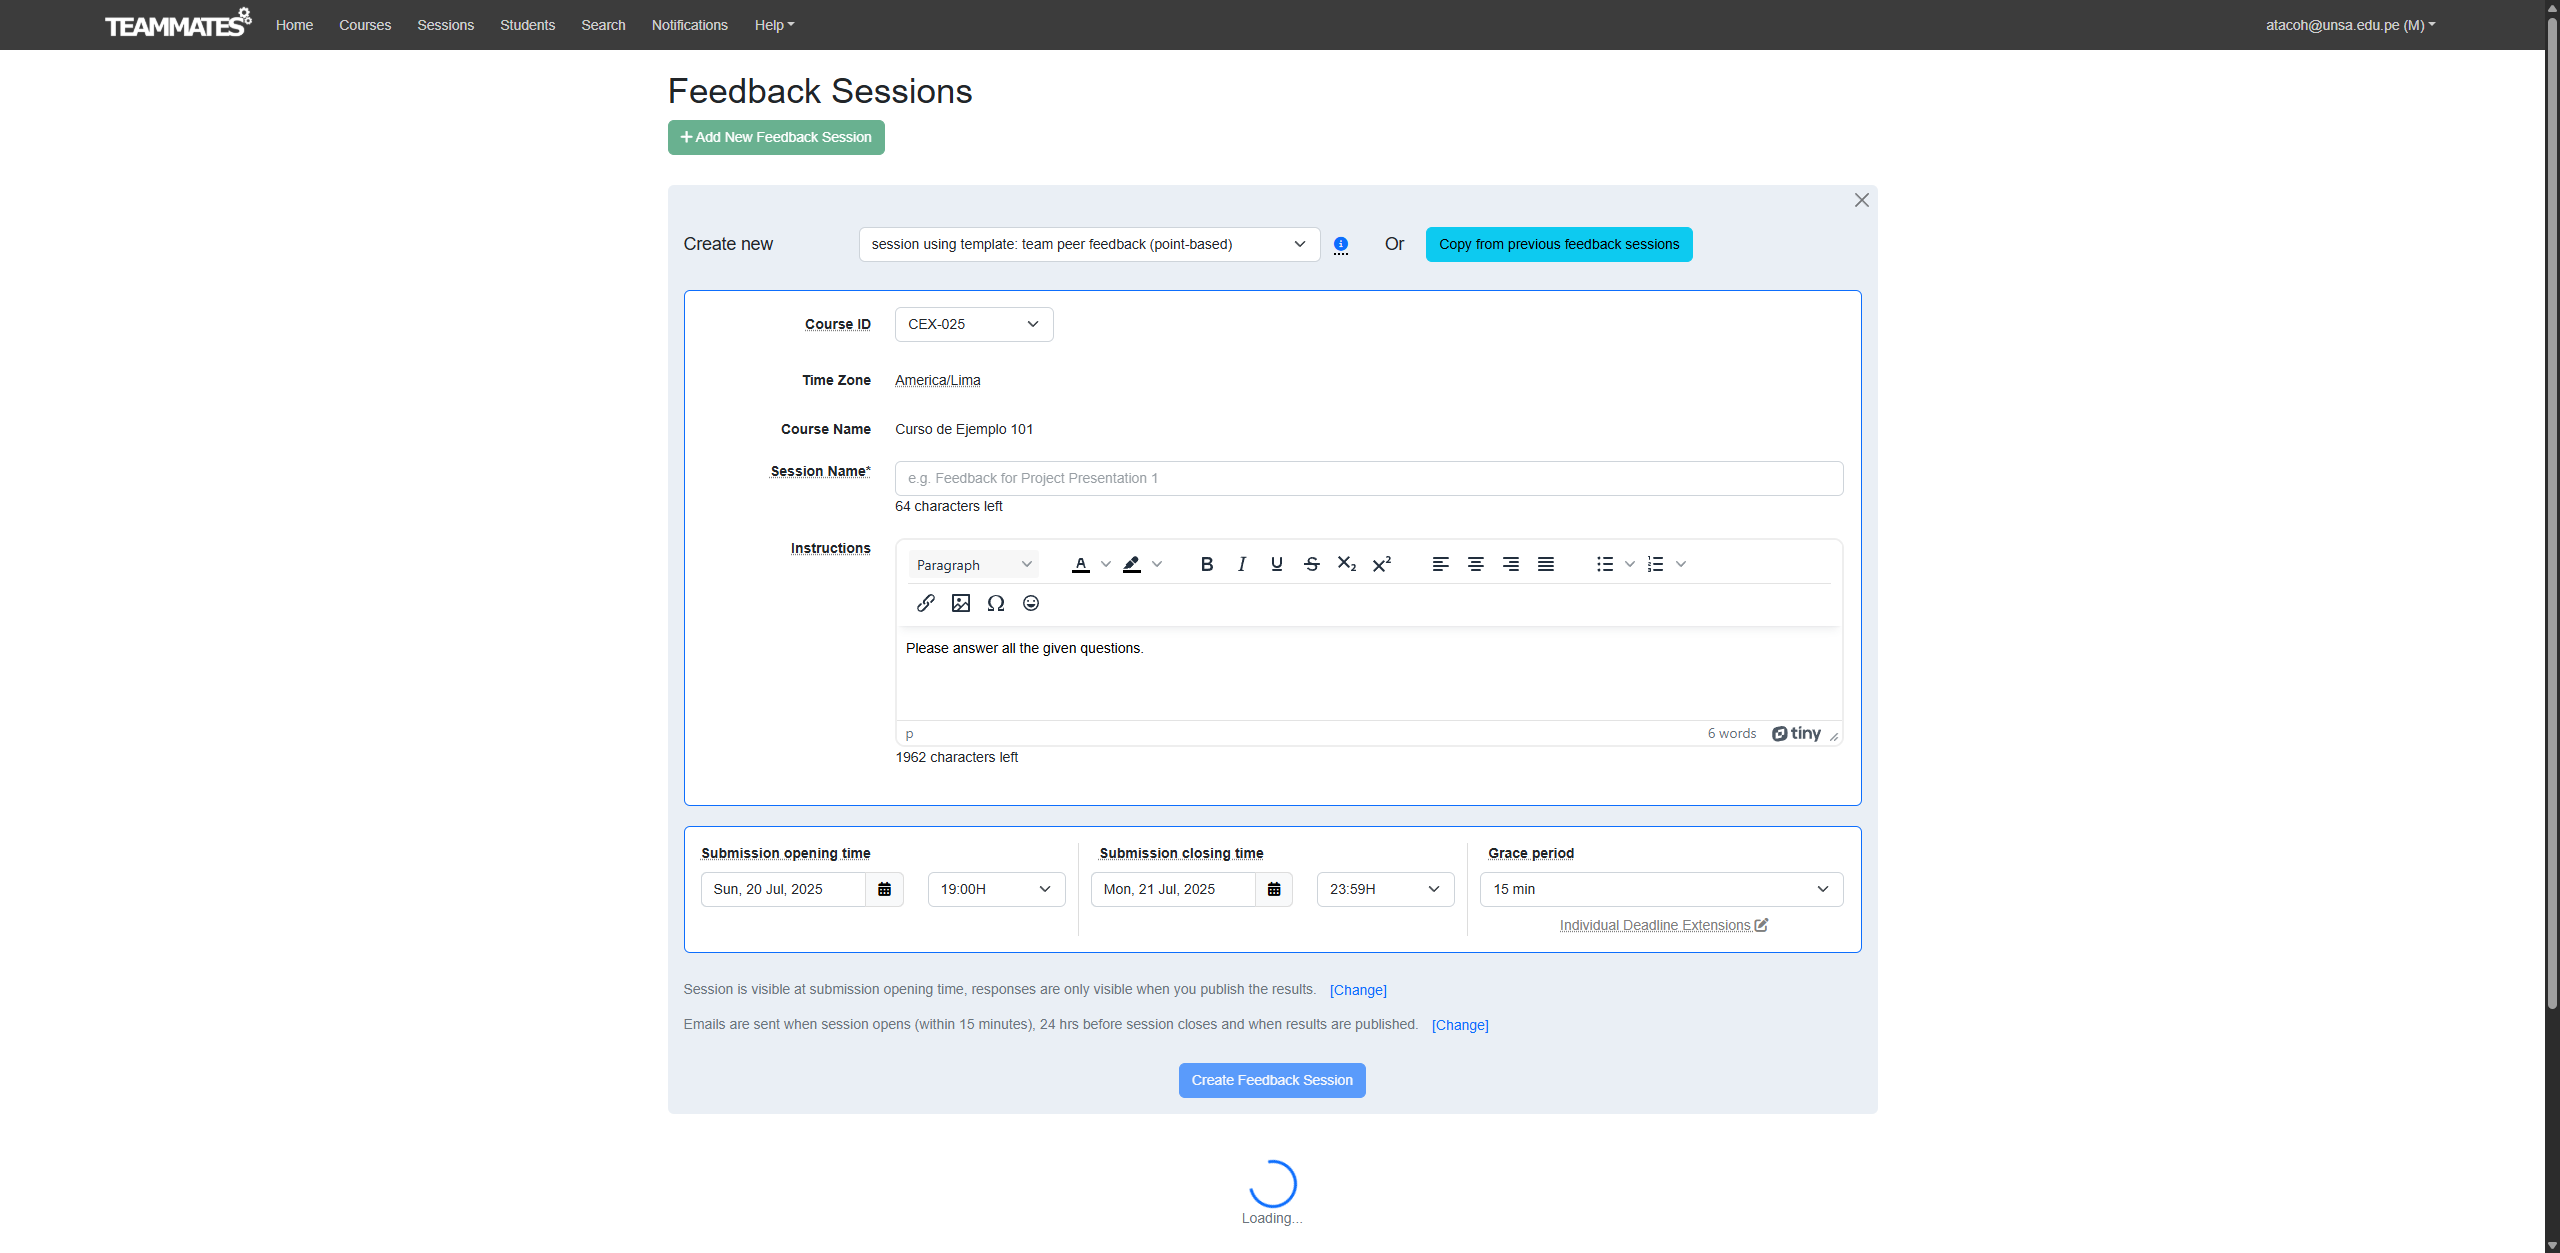 TEAMMATES Home Courses Sessions Students Search Notifications Help atacoh@unsa.edu.pe (M)
Feedback Sessions
+ Add New Feedback Session
Create new session using template: team peer feedback (point-based) Or Copy from previous feedback sessions
Course ID CEX-025
Time Zone America/Lima
Course Name Curso de Ejemplo 101
Session Name* e.g. Feedback for Project Presentation 1
64 characters left
Instructions
Paragraph
Please answer all the given questions.
p 6 words tiny
1962 characters left
Submission opening time Submission closing time Grace period
Sun, 20 Jul, 2025 19:00H Mon, 21 Jul, 2025 23:59H 15 min
Individual Deadline Extensions
Session is visible at submission opening time, responses are only visible when you publish the results. [Change]
Emails are sent when session opens (within 15 minutes), 24 hrs before session closes and when results are published. [Change]
Create Feedback Session
Loading...